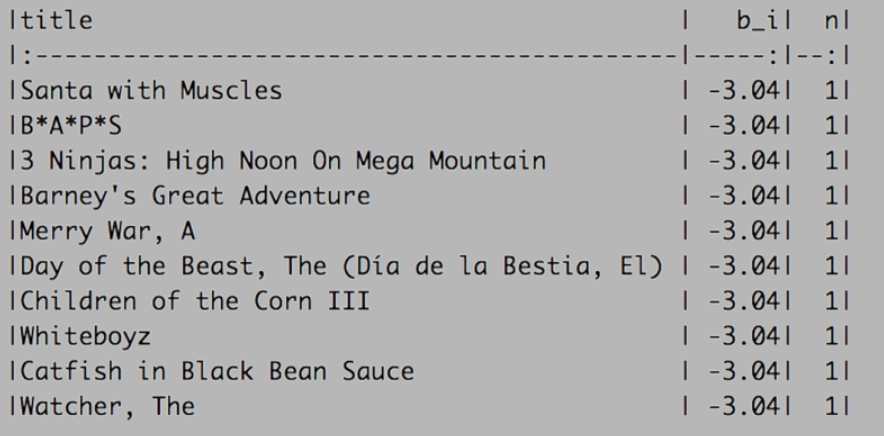 |title                                        |   b_i|  n|
|:--------------------------------------------|-----:|--:|
|Santa with Muscles                           | -3.04|  1|
|B*A*P*S                                      | -3.04|  1|
|3 Ninjas: High Noon On Mega Mountain         | -3.04|  1|
|Barney's Great Adventure                     | -3.04|  1|
|Merry War, A                                 | -3.04|  1|
|Day of the Beast, The (Día de la Bestia, El) | -3.04|  1|
|Children of the Corn III                     | -3.04|  1|
|Whiteboyz                                    | -3.04|  1|
|Catfish in Black Bean Sauce                  | -3.04|  1|
|Watcher, The                                 | -3.04|  1|